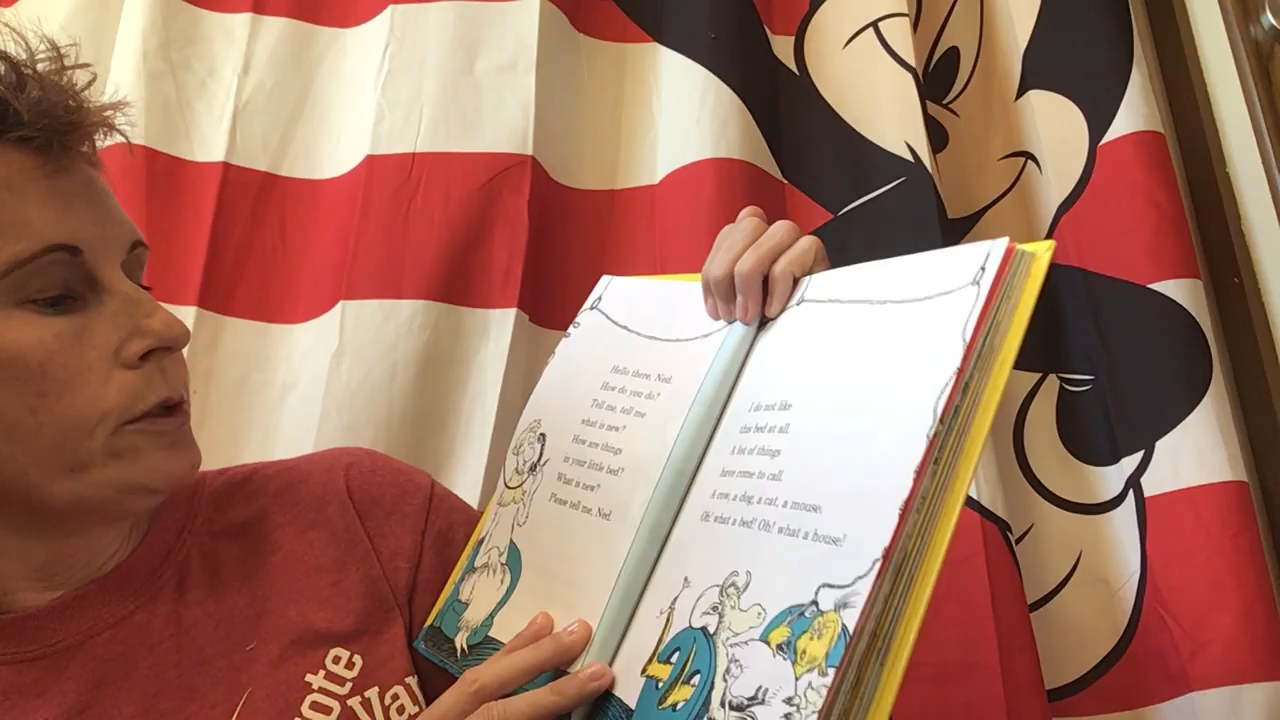 Hello there, Ned.
How do you do?
Tell me, tell me
what is new?
How are things
in your little bed?
What is new?
Please tell me, Ned.
I do not like
this bed at all.
A lot of things
have come to call.
A cow, a dog, a cat, a mouse.
Oh! what a bed! Oh! what a house!